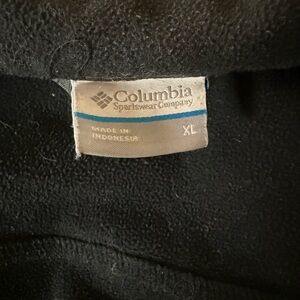 Columbia
Sportswear Company
MADE IN
INDONESIA
XL